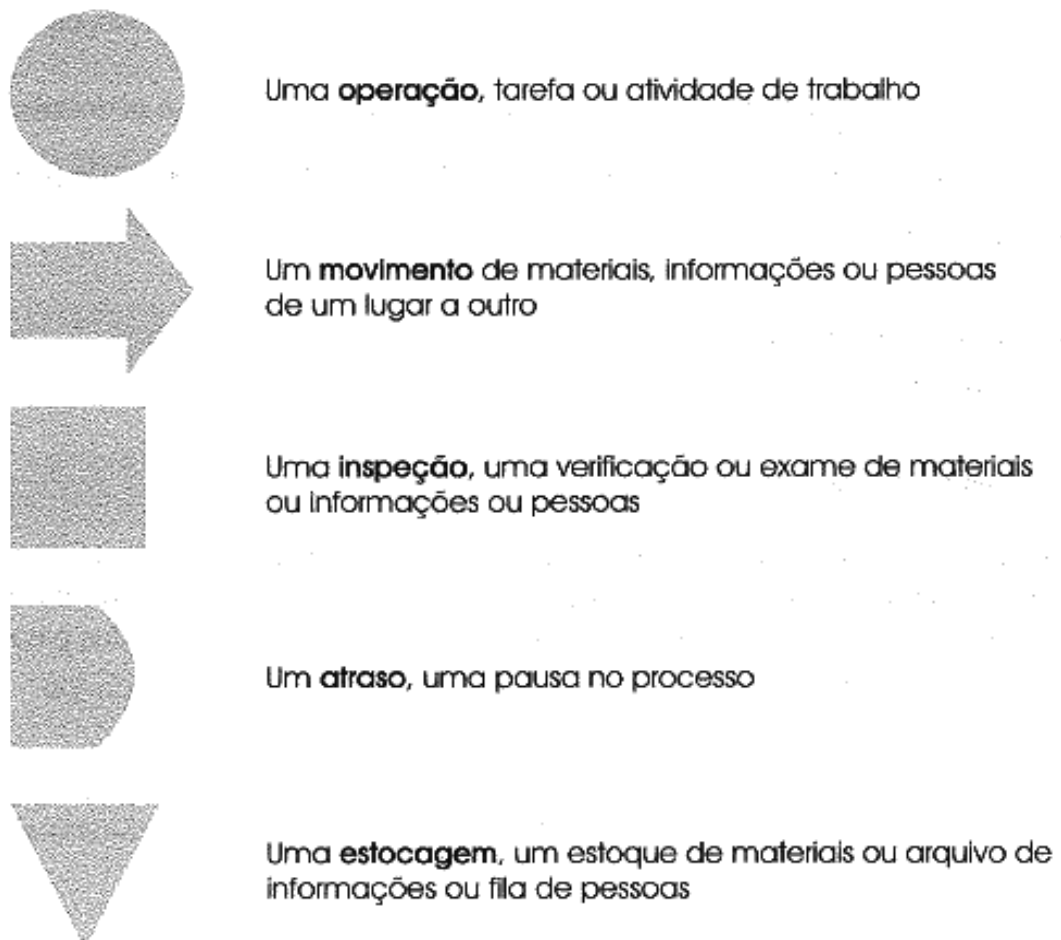 Uma operação, tarefa ou atividade de trabalho
Um movimento de materiais, informações ou pessoas
de um lugar a outro
Uma inspeção, uma verificação ou exame de materiais
ou informações ou pessoas
Um atraso, uma pausa no processo
Uma estocagem, um estoque de materiais ou arquivo de
informações ou fila de pessoas